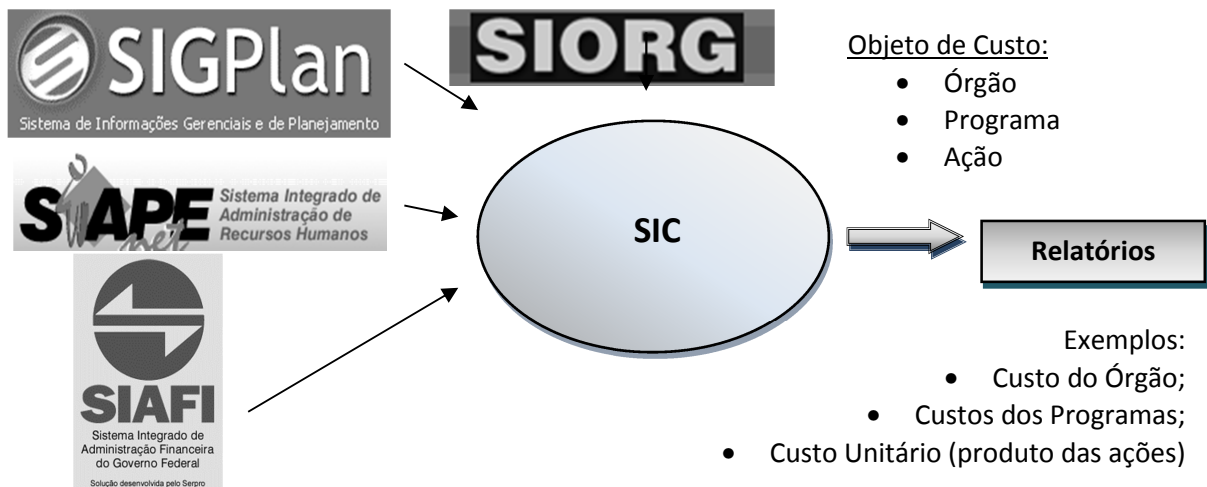 SIGPlan
Sistema de Informações Gerenciais e de Planejamento
SIORG
Objeto de Custo:
• Órgão
• Programa
• Ação
SIAPE
net
Sistema Integrado de
Administração de
Recursos Humanos
SIC
Relatórios
SIAFI
Sistema Integrado de
Administração Financeira
do Governo Federal
Solução desenvolvida pelo Serpro
Exemplos:
• Custo do Órgão;
• Custos dos Programas;
• Custo Unitário (produto das ações)